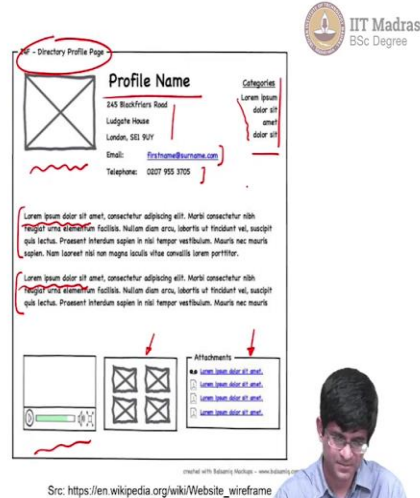 IIT Madras
BSc Degree
- Directory Profile Page
Profile Name
245 Blackfriars Road
Ludgate House
London, SE1 9UY
Email: firstname@surname.com
Telephone: 0207 955 3705
Categories
Lorem ipsum
dolor sit
amet
dolor sit
Lorem ipsum dolor sit amet, consectetur adipiscing elit. Morbi consectetur nibh
feugiat urna elementum facilisis. Nullam diam arcu, lobortis ut tincidunt vel, suscipit
quis lectus. Praesent interdum sapien in nisl tempor vestibulum. Mauris nec mauris
sapien. Nam laoreet nisl non magna iaculis vitae convallis lorem porttitor.
Lorem ipsum dolor sit amet, consectetur adipiscing elit. Morbi consectetur nibh
feugiat urna elementum facilisis. Nullam diam arcu, lobortis ut tincidunt vel, suscipit
quis lectus. Praesent interdum sapien in nisl tempor vestibulum. Mauris nec mauris
Attachments
Lorem ipsum dolor sit amet.
Lorem ipsum dolor sit amet.
Lorem ipsum dolor sit amet.
Lorem ipsum dolor sit amet.
created with Balsamiq Mockups - www.balsamiq
Src: https://en.wikipedia.org/wiki/Website_wireframe